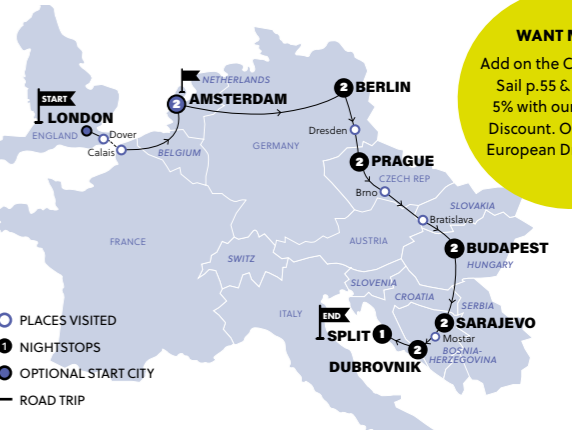 WANT
Add on the
Sail p.55 &
5% with our
Discount. O
European D
START
LONDON
ENGLAND
Dover
Calais
NETHERLANDS
2
AMSTERDAM
BELGIUM
2
BERLIN
GERMANY
Dresden
2
PRAGUE
CZECH REP
Brno
SLOVAKIA
Bratislava
FRANCE
SWITZ
AUSTRIA
2
BUDAPEST
HUNGARY
SLOVENIA
CROATIA
SERBIA
ITALY
END
SPLIT
1
2
SARAJEVO
Mostar
BOSNIA-
HERZEGOVINA
2
DUBROVNIK
PLACES VISITED
1 NIGHTSTOPS
OPTIONAL START CITY
ROAD TRIP